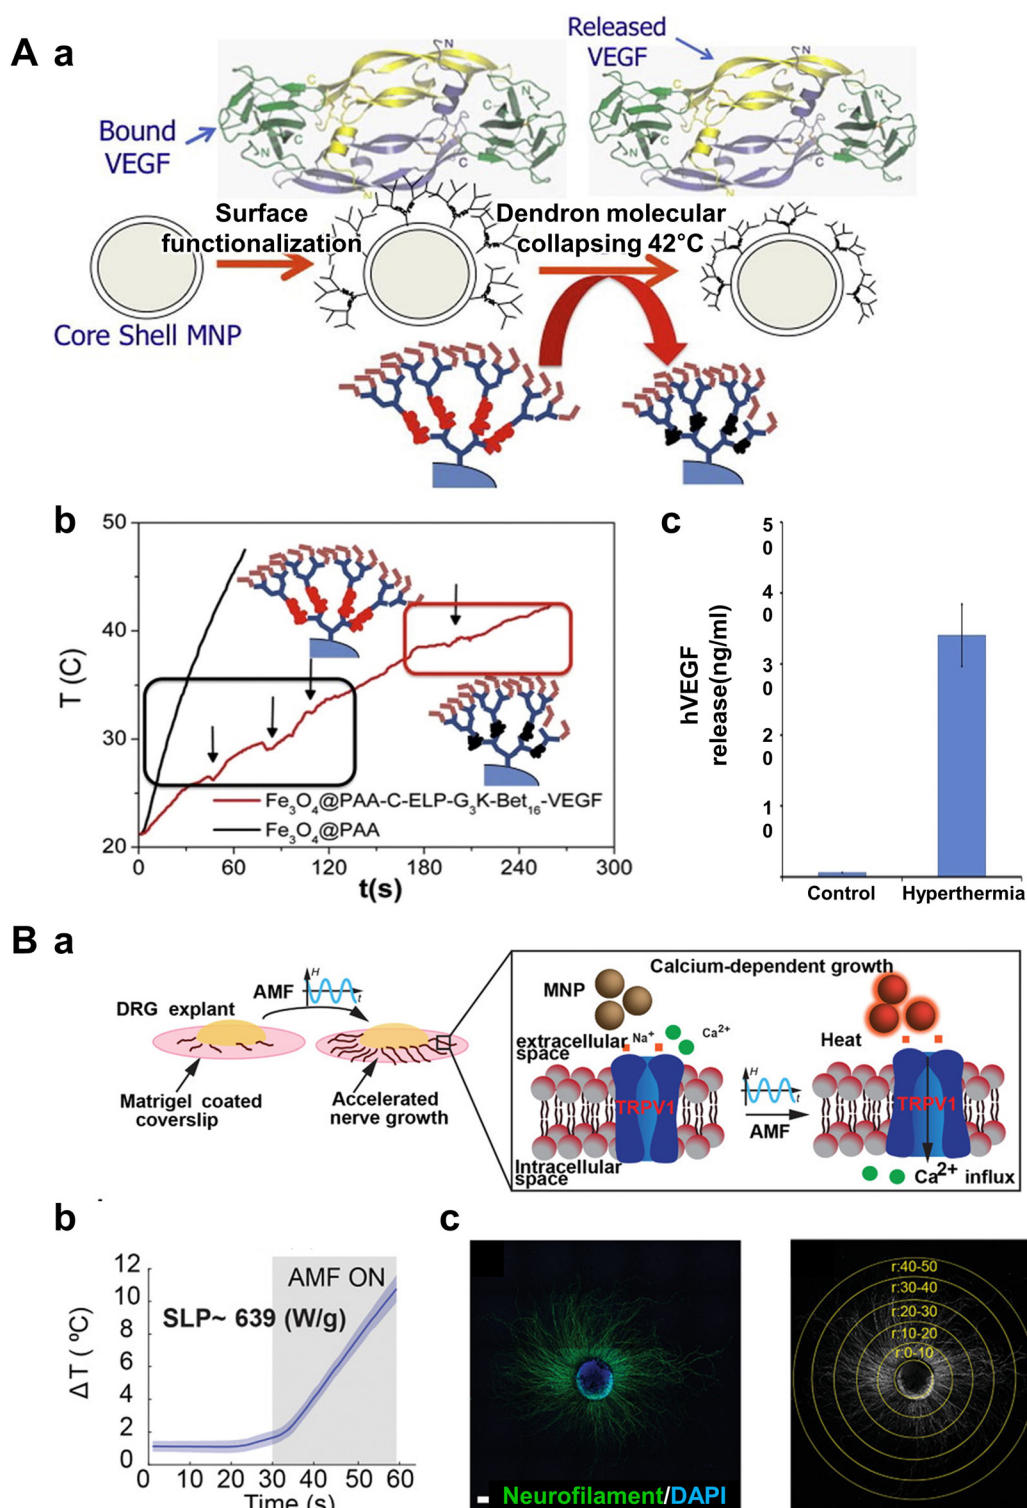 A a
Released
VEGF
Bound
VEGF
N
C
C
N
C
N
N
C
C
N
C
N
N
C
C
N
Surface
functionalization
Dendron molecular
collapsing 42°C
Core Shell MNP
b
c
50
40
30
20
T (C)
0
60
120
180
240
300
t(s)
Fe3O4@PAA-C-ELP-G3K-Bet16-VEGF
Fe3O4@PAA
5
0
4
0
3
0
2
0
1
0
hVEGF
release(ng/ml)
Control
Hyperthermia
B a
DRG explant
AMF
H
t
Matrigel coated
coverslip
Accelerated
nerve growth
MNP
Calcium-dependent growth
extracellular
space
Na+
Ca2+
Heat
TRPV1
H
t
AMF
TRPV1
Intracellular
space
Ca2+ influx
b
c
12
10
8
6
4
2
0
ΔT ( ºC)
AMF ON
SLP~ 639 (W/g)
0
10
20
30
40
50
60
Time (s)
Neurofilament/DAPI
r:40-50
r:30-40
r:20-30
r:10-20
r:0-10